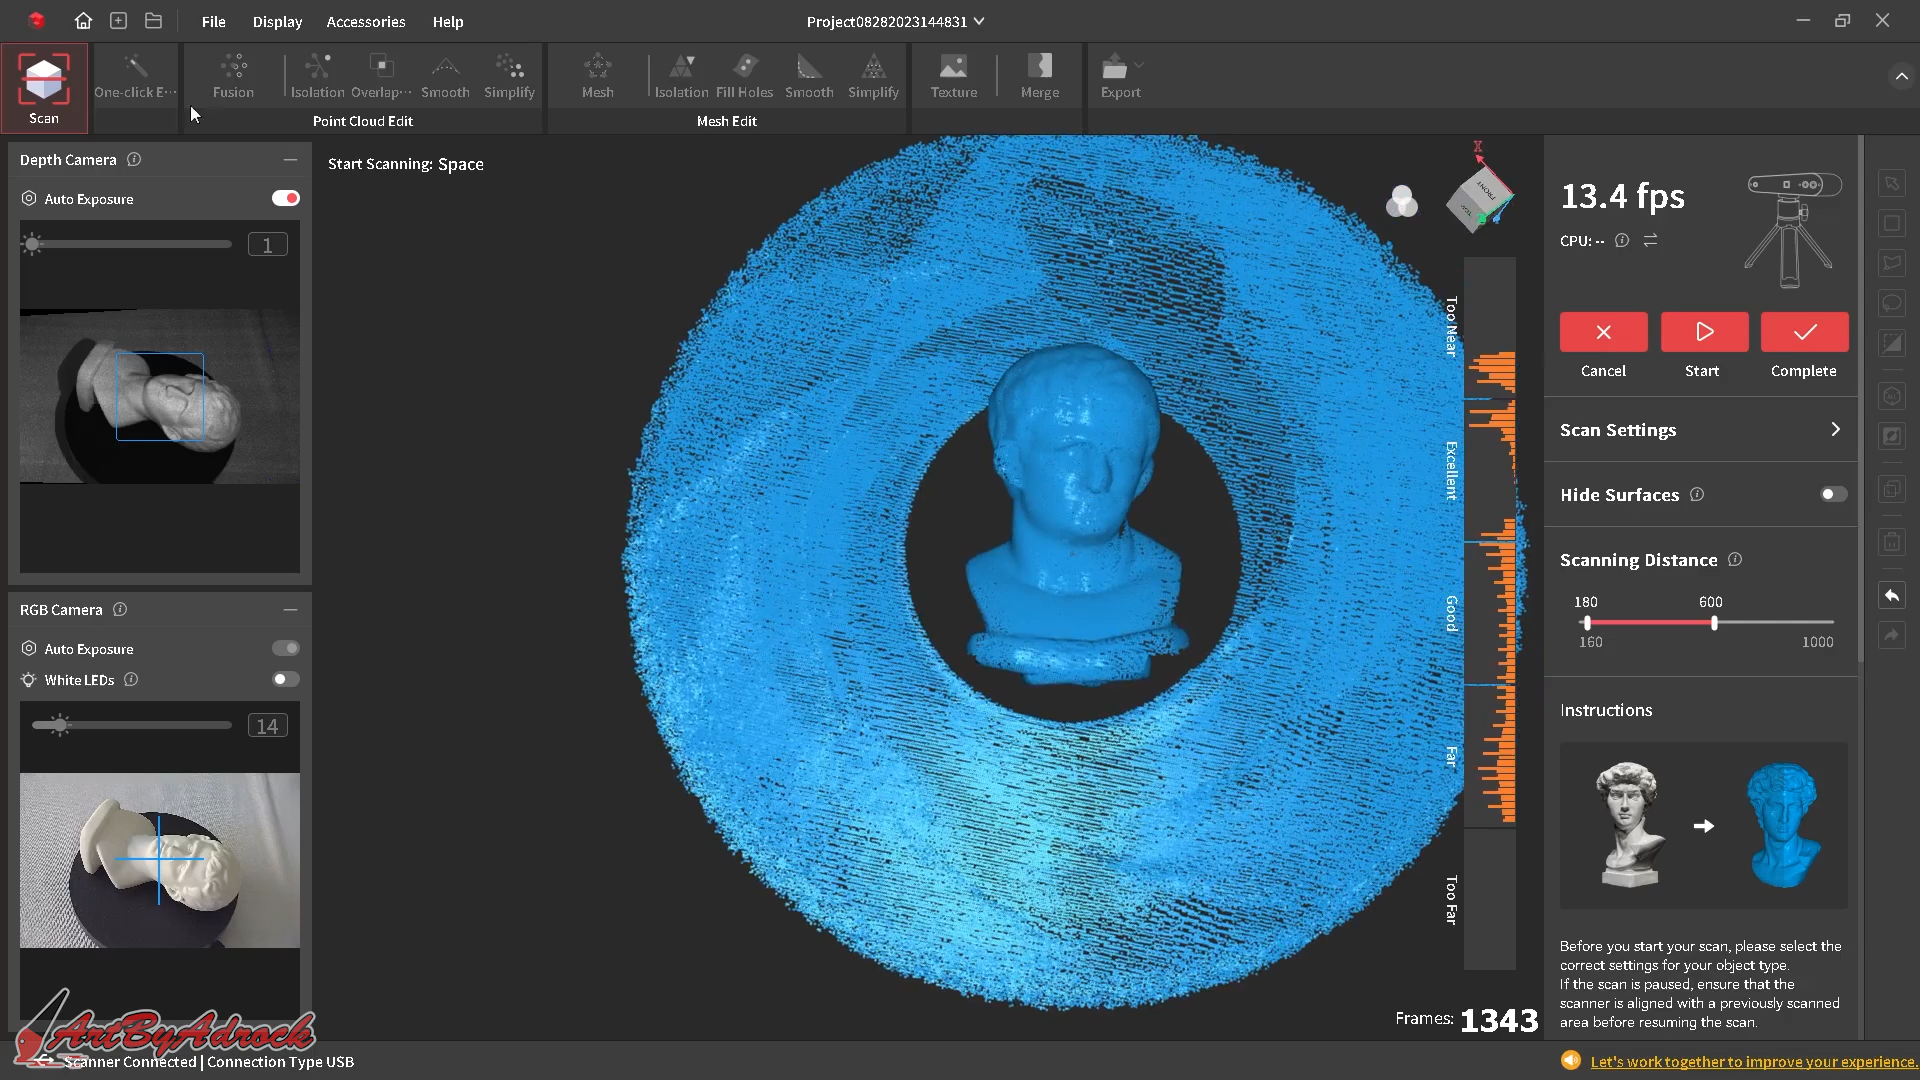 File
Display
Accessories
Help
Project08282023144831
Scan
One-click E···
Fusion
Isolation
Overlap···
Smooth
Simplify
Point Cloud Edit
Mesh
Isolation
Fill Holes
Smooth
Simplify
Mesh Edit
Texture
Merge
Export
Depth Camera
Auto Exposure
1
RGB Camera
Auto Exposure
White LEDs
14
ArtByAdrock
Scanner Connected | Connection Type USB
Start Scanning: Space
X
FRONT
Too Near
Excellent
Good
Far
Too Far
Frames: 1343
13.4 fps
CPU: --
Cancel
Start
Complete
Scan Settings
Hide Surfaces
Scanning Distance
180
600
160
1000
Instructions
Before you start your scan, please select the
correct settings for your object type.
If the scan is paused, ensure that the
scanner is aligned with a previously scanned
area before resuming the scan.
Let's work together to improve your experience.